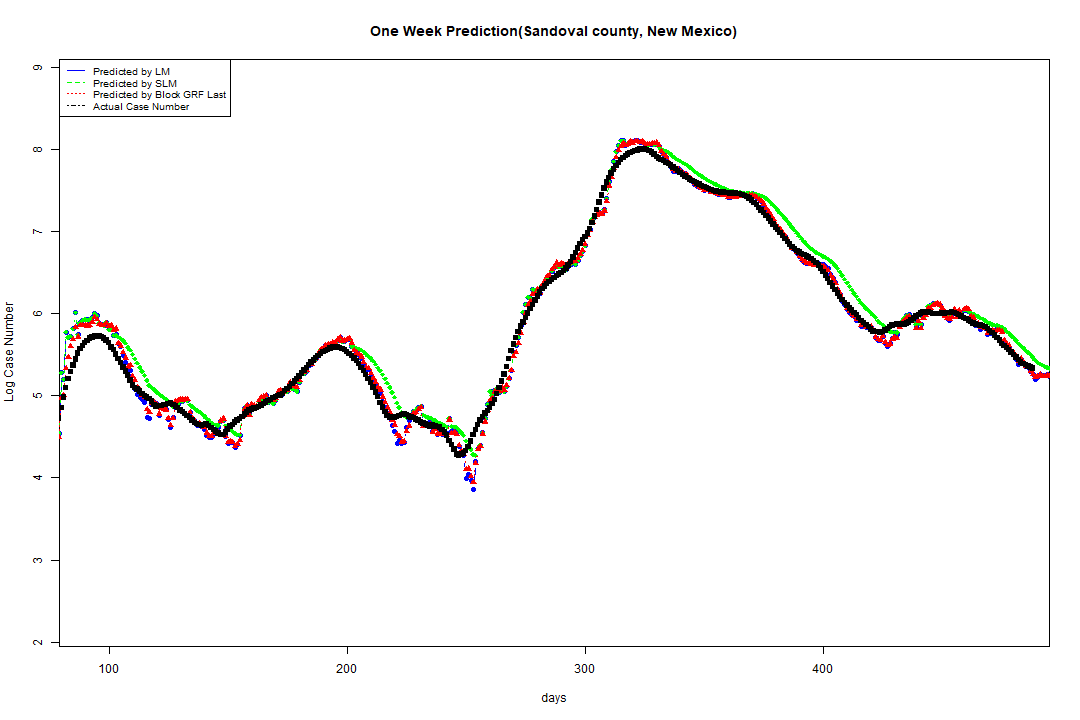 One Week Prediction(Sandoval county, New Mexico)
Predicted by LM
Predicted by SLM
Predicted by Block GRF Last
Actual Case Number
9
8
7
6
5
4
3
2
Log Case Number
100 200 300 400
days